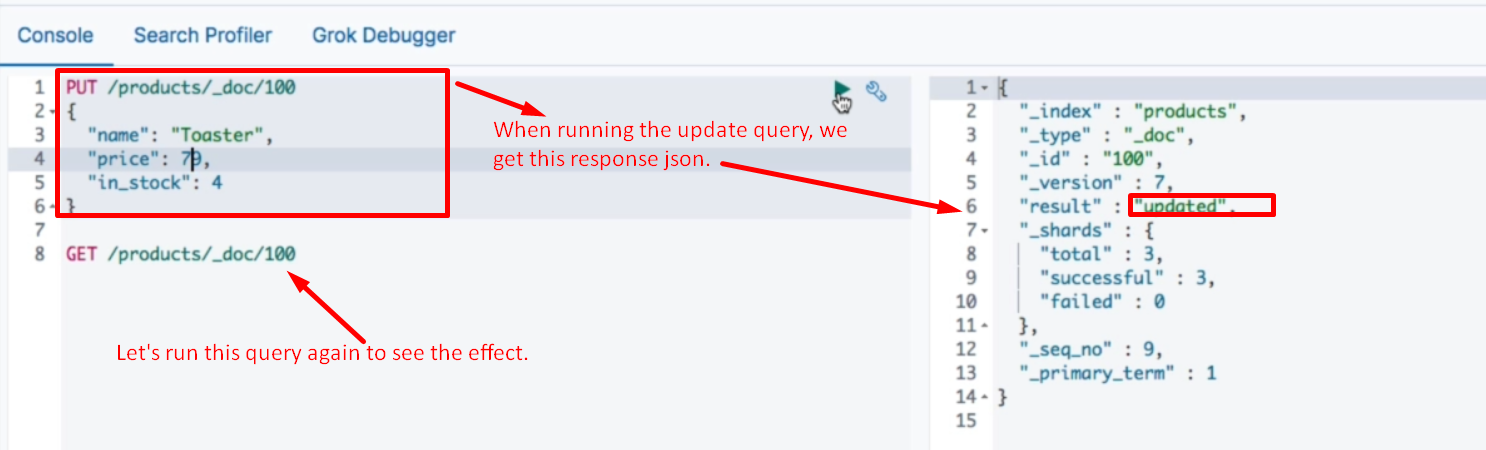 Console Search Profiler Grok Debugger
1 PUT /products/_doc/100
2 {
3 "name": "Toaster",
4 "price": 79,
5 "in_stock": 4
6 }
7
8 GET /products/_doc/100
When running the update query, we
get this response json.
Let's run this query again to see the effect.
1 {
2 "_index" : "products",
3 "_type" : "_doc",
4 "_id" : "100",
5 "_version" : 7,
6 "result" : "updated",
7 "_shards" : {
8 "total" : 3,
9 "successful" : 3,
10 "failed" : 0
11 },
12 "_seq_no" : 9,
13 "_primary_term" : 1
14 }
15